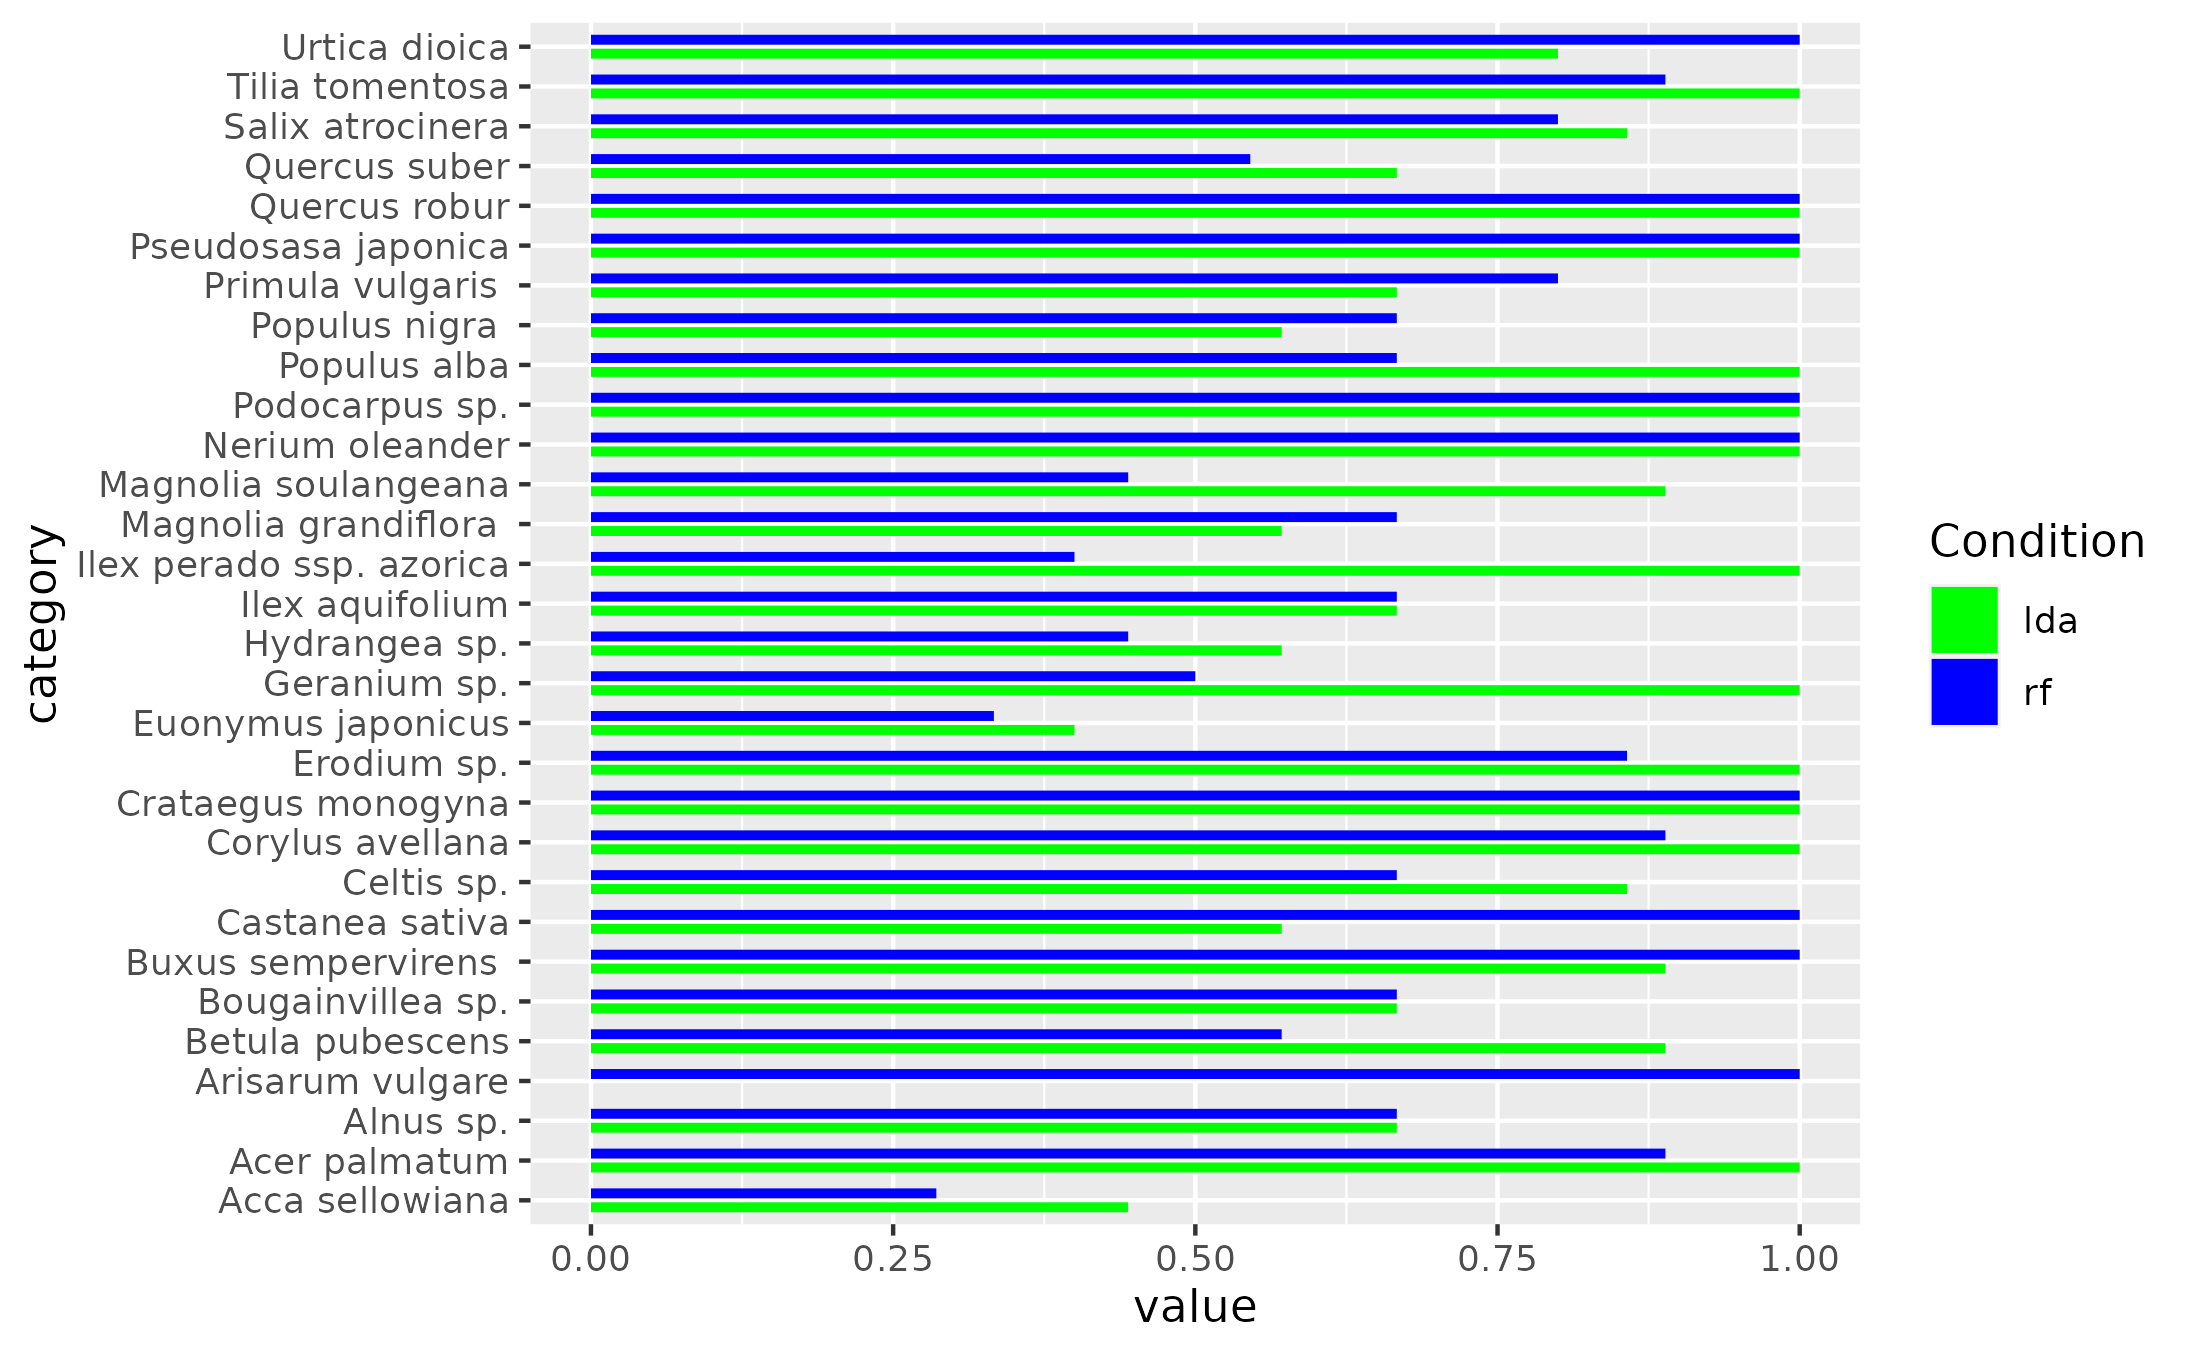 Urtica dioica
Tilia tomentosa
Salix atrocinera
Quercus suber
Quercus robur
Pseudosasa japonica
Primula vulgaris
Populus nigra
Populus alba
Podocarpus sp.
Nerium oleander
Magnolia soulangeana
Magnolia grandiflora
Ilex perado ssp. azorica
Ilex aquifolium
Hydrangea sp.
Geranium sp.
Euonymus japonicus
Erodium sp.
Crataegus monogyna
Corylus avellana
Celtis sp.
Castanea sativa
Buxus sempervirens
Bougainvillea sp.
Betula pubescens
Arisarum vulgare
Alnus sp.
Acer palmatum
Acca sellowiana
category
0.00 0.25 0.50 0.75 1.00
value
Condition
lda
rf